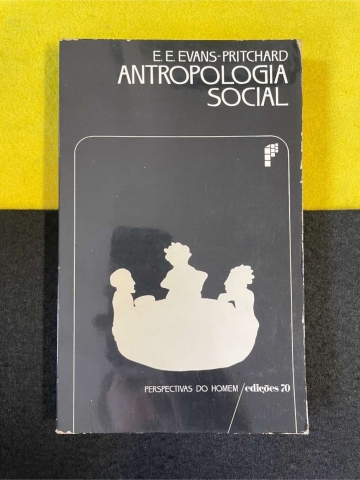 E. E. EVANS-PRITCHARD
ANTROPOLOGIA
SOCIAL
PERSPECTIVAS DO HOMEM / edições 70